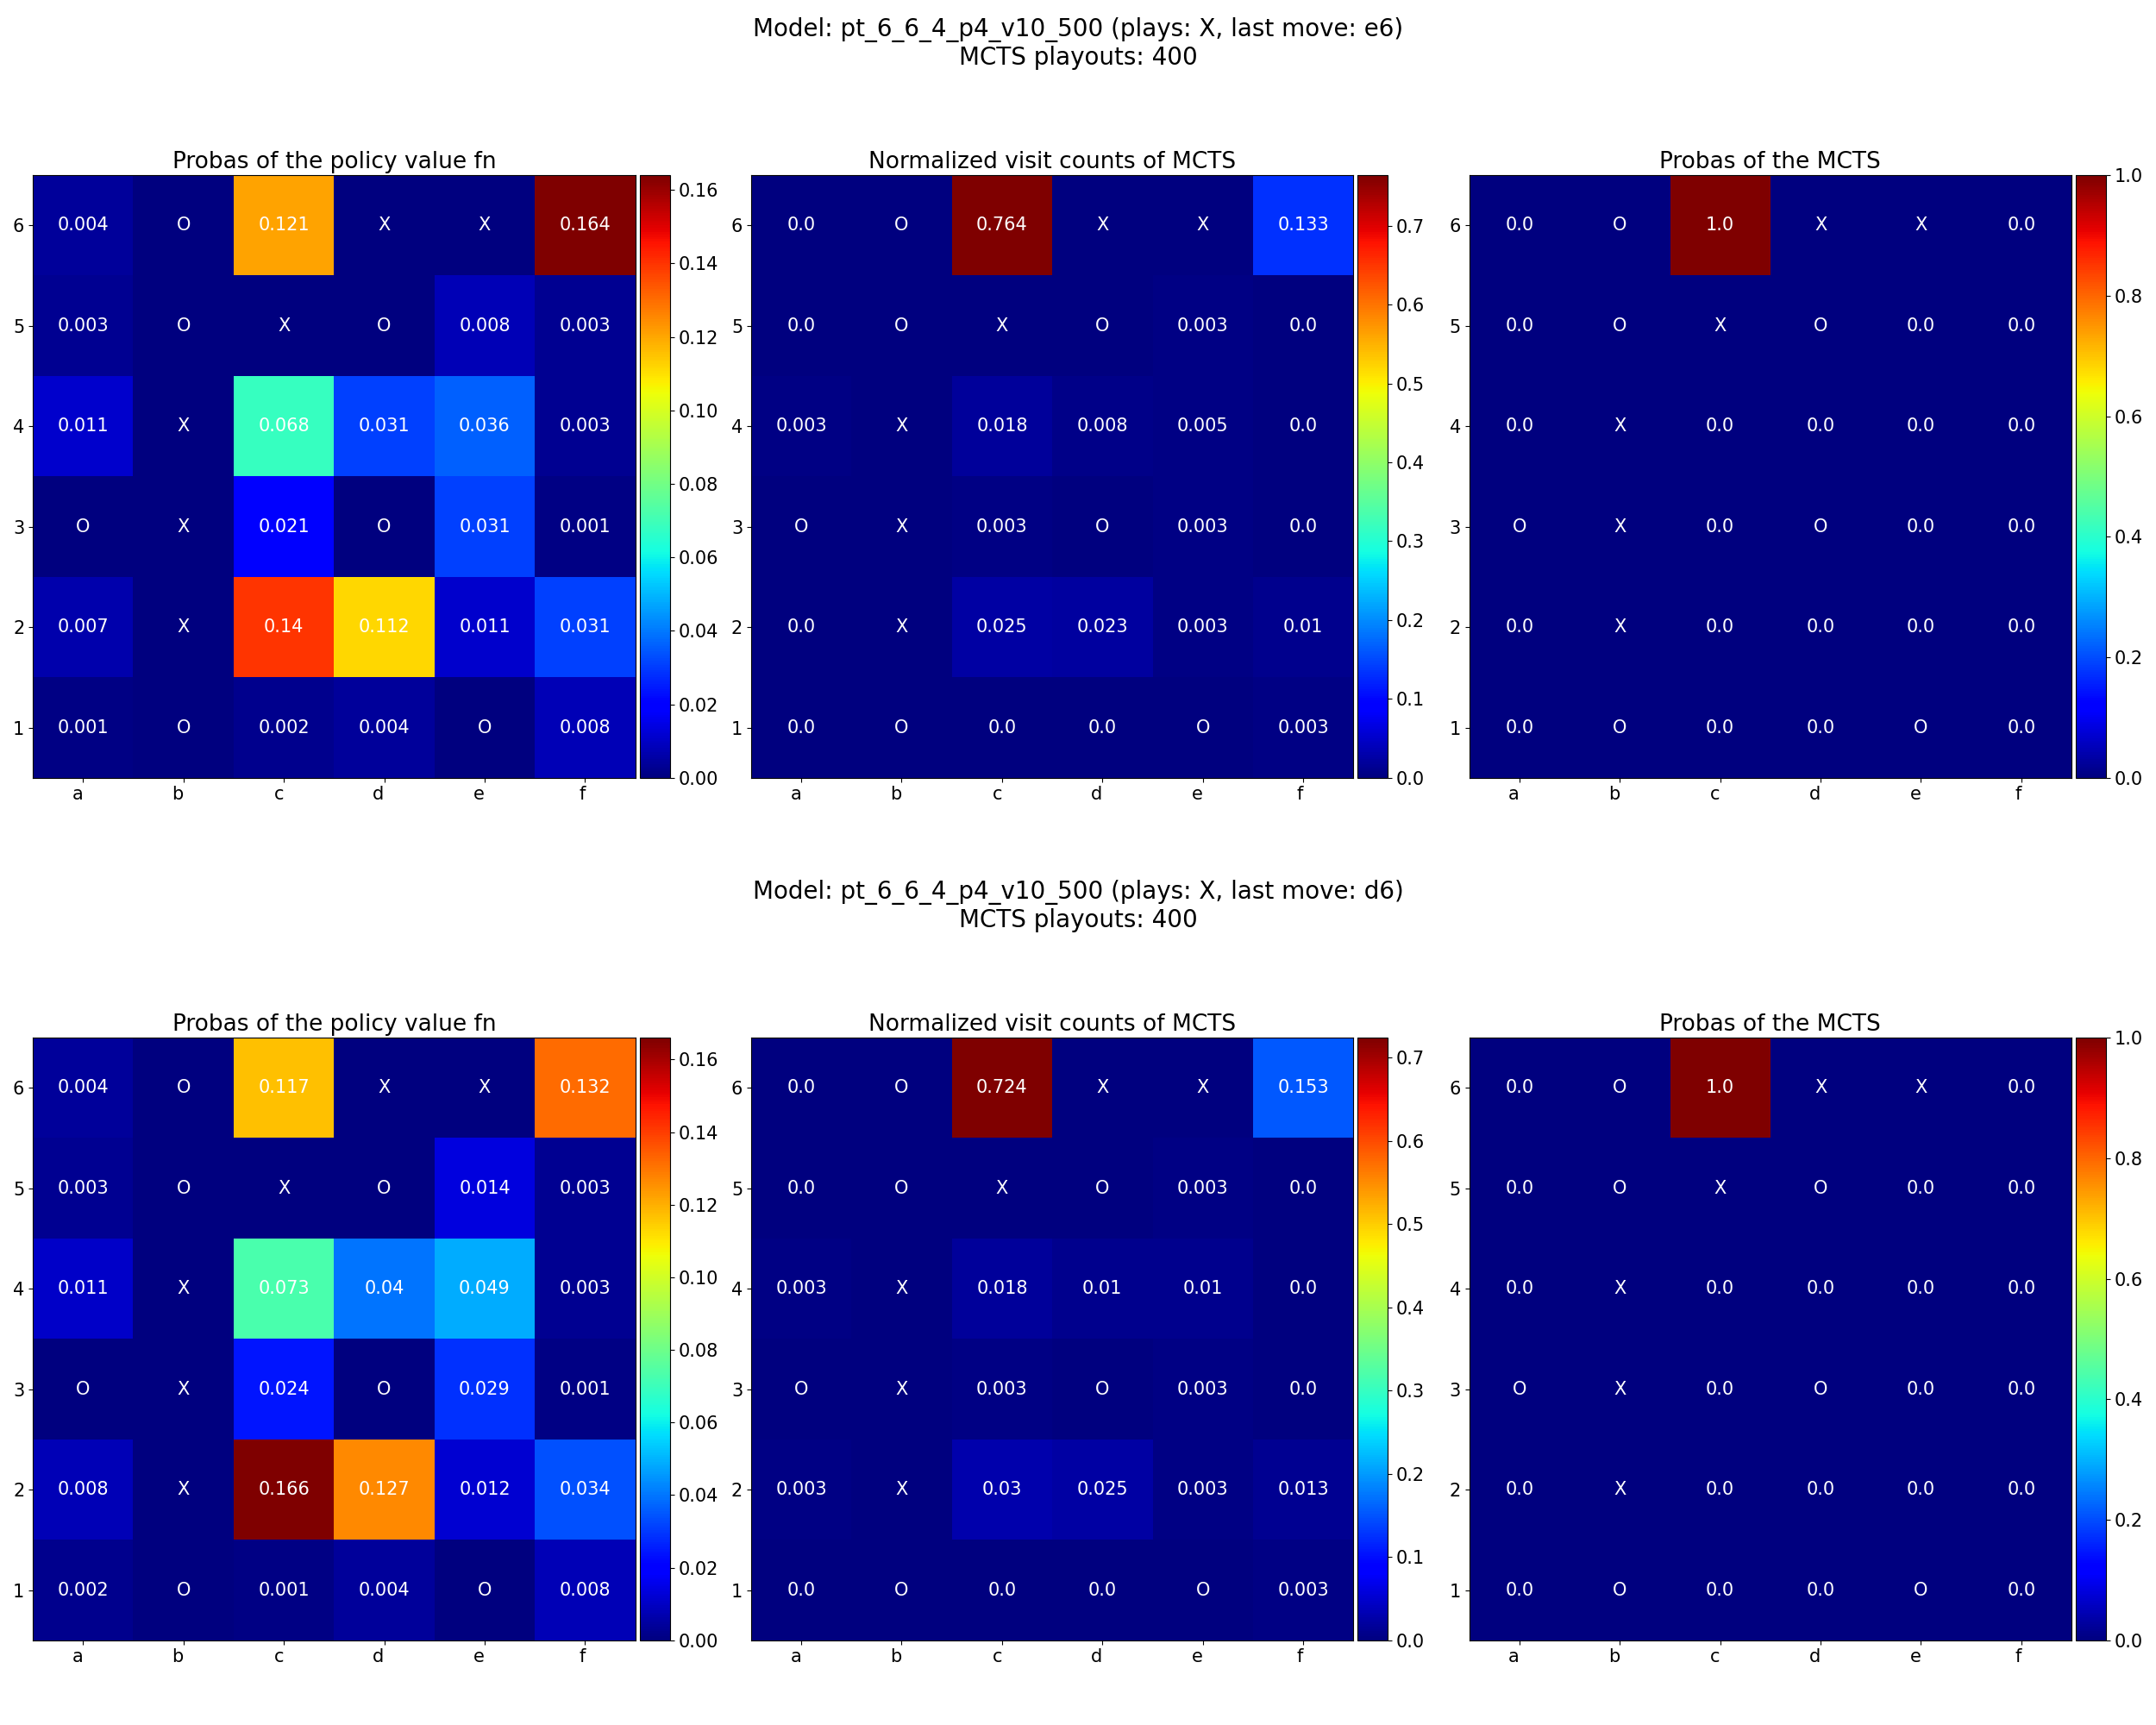 Model: pt_6_6_4_p4_v10_500 (plays: X, last move: e6)
MCTS playouts: 400
Probas of the policy value fn Normalized visit counts of MCTS Probas of the MCTS
6 0.004 O 0.121 X X 0.164 0.16 6 0.0 O 0.764 X X 0.133 0.7 6 0.0 O 1.0 X X 0.0 1.0
0.14 0.6 0.8
5 0.003 O X O 0.008 0.003 0.12 5 0.0 O X O 0.003 0.0 0.5 5 0.0 O X O 0.0 0.0
0.10
4 0.011 X 0.068 0.031 0.036 0.003 4 0.003 X 0.018 0.008 0.005 0.0 0.4 4 0.0 X 0.0 0.0 0.0 0.0 0.6
0.08
3 O X 0.021 O 0.031 0.001 0.06 3 O X 0.003 O 0.003 0.0 0.3 3 O X 0.0 O 0.0 0.0 0.4
2 0.007 X 0.14 0.112 0.011 0.031 0.04 2 0.0 X 0.025 0.023 0.003 0.01 0.2 2 0.0 X 0.0 0.0 0.0 0.0 0.2
0.02 0.1
1 0.001 O 0.002 0.004 O 0.008 1 0.0 O 0.0 0.0 O 0.003 1 0.0 O 0.0 0.0 O 0.0
0.00 0.0 0.0
a b c d e f a b c d e f a b c d e f
Model: pt_6_6_4_p4_v10_500 (plays: X, last move: d6)
MCTS playouts: 400
Probas of the policy value fn Normalized visit counts of MCTS Probas of the MCTS
6 0.004 O 0.117 X X 0.132 0.16 6 0.0 O 0.724 X X 0.153 0.7 6 0.0 O 1.0 X X 0.0 1.0
0.14 0.6 0.8
5 0.003 O X O 0.014 0.003 0.12 5 0.0 O X O 0.003 0.0 0.5 5 0.0 O X O 0.0 0.0
0.10
4 0.011 X 0.073 0.04 0.049 0.003 4 0.003 X 0.018 0.01 0.01 0.0 0.4 4 0.0 X 0.0 0.0 0.0 0.0 0.6
0.08
3 O X 0.024 O 0.029 0.001 0.06 3 O X 0.003 O 0.003 0.0 0.3 3 O X 0.0 O 0.0 0.0 0.4
2 0.008 X 0.166 0.127 0.012 0.034 0.04 2 0.003 X 0.03 0.025 0.003 0.013 0.2 2 0.0 X 0.0 0.0 0.0 0.0 0.2
0.02 0.1
1 0.002 O 0.001 0.004 O 0.008 1 0.0 O 0.0 0.0 O 0.003 1 0.0 O 0.0 0.0 O 0.0
0.00 0.0 0.0
a b c d e f a b c d e f a b c d e f